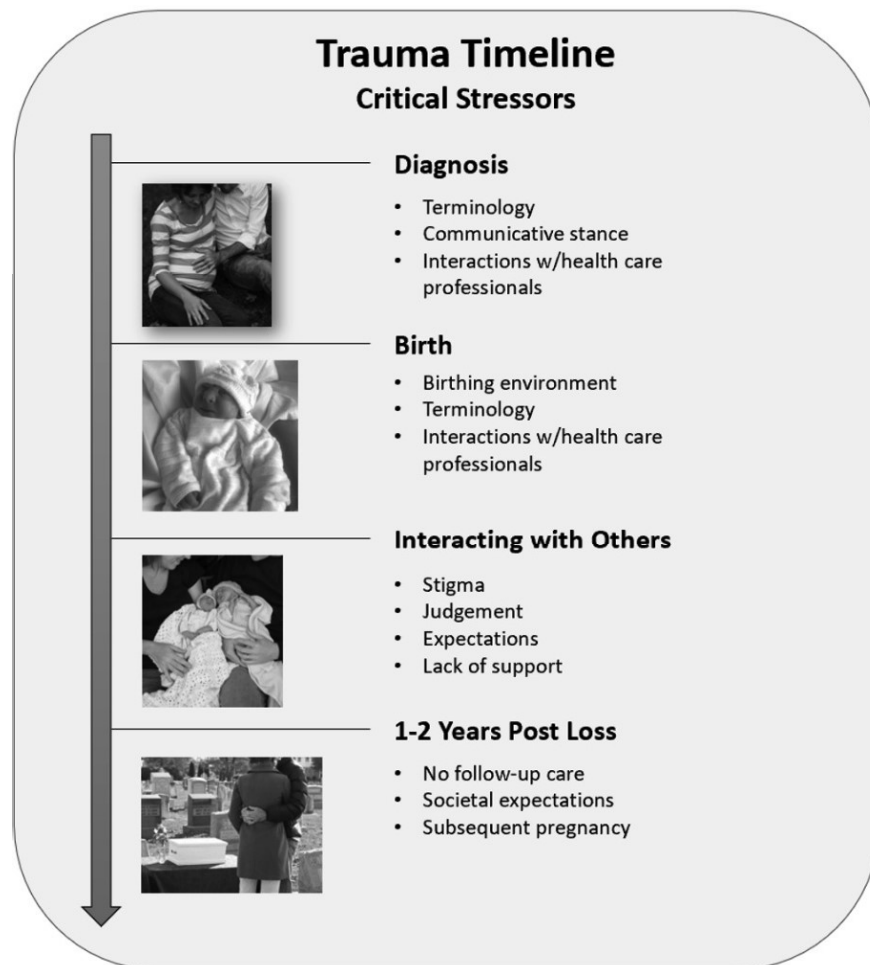 Trauma Timeline
Critical Stressors
Diagnosis
• Terminology
• Communicative stance
• Interactions w/health care
professionals
Birth
• Birthing environment
• Terminology
• Interactions w/health care
professionals
Interacting with Others
• Stigma
• Judgement
• Expectations
• Lack of support
1-2 Years Post Loss
• No follow-up care
• Societal expectations
• Subsequent pregnancy